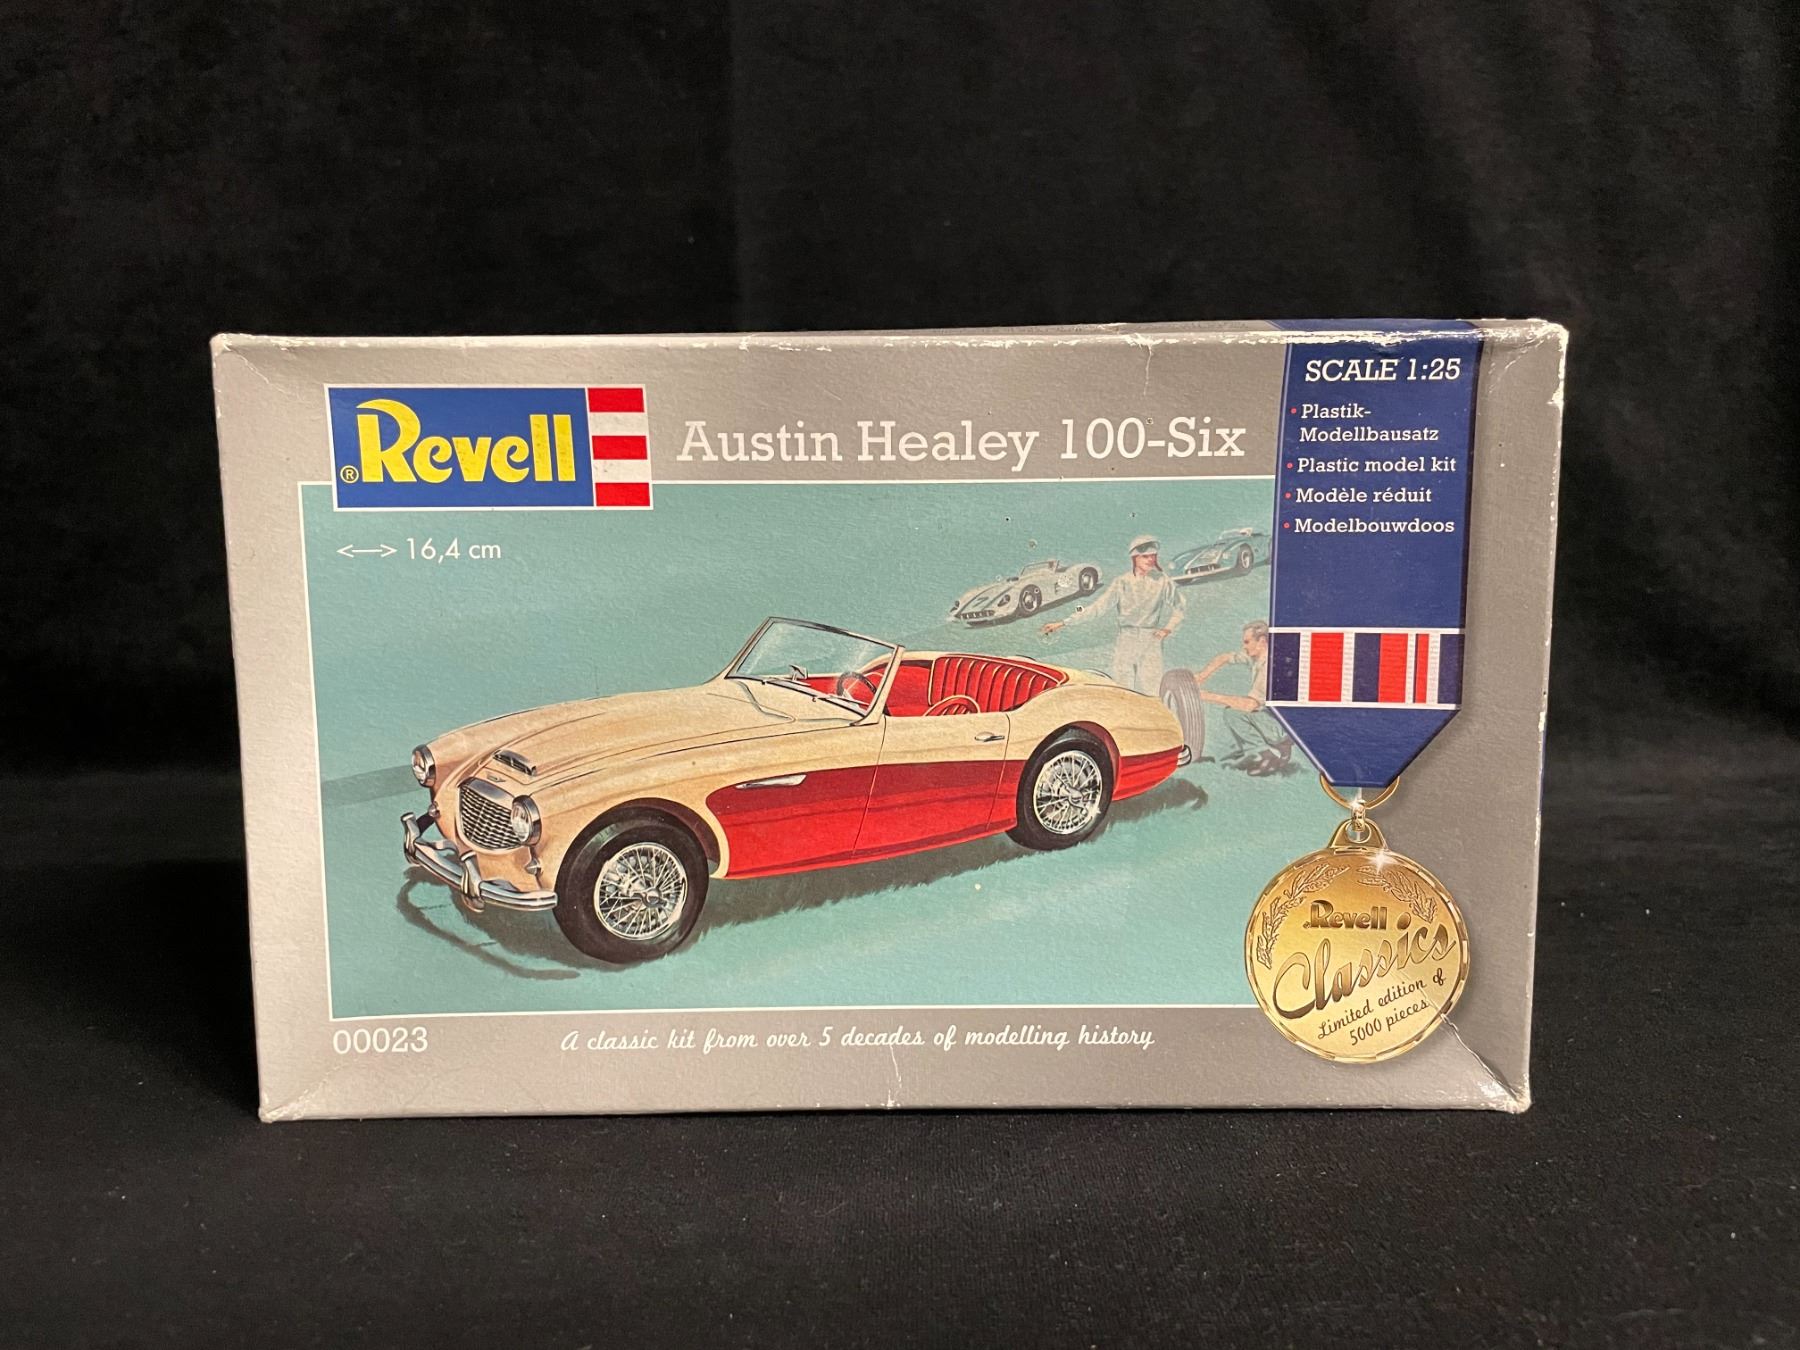 ® Revell
Austin Healey 100-Six
SCALE 1:25
• Plastik-
Modellbausatz
• Plastic model kit
• Modèle réduit
• Modelbouwdoos
<—> 16,4 cm
7
Revell
Classics
Limited edition of
5000 pieces
00023
A classic kit from over 5 decades of modelling history